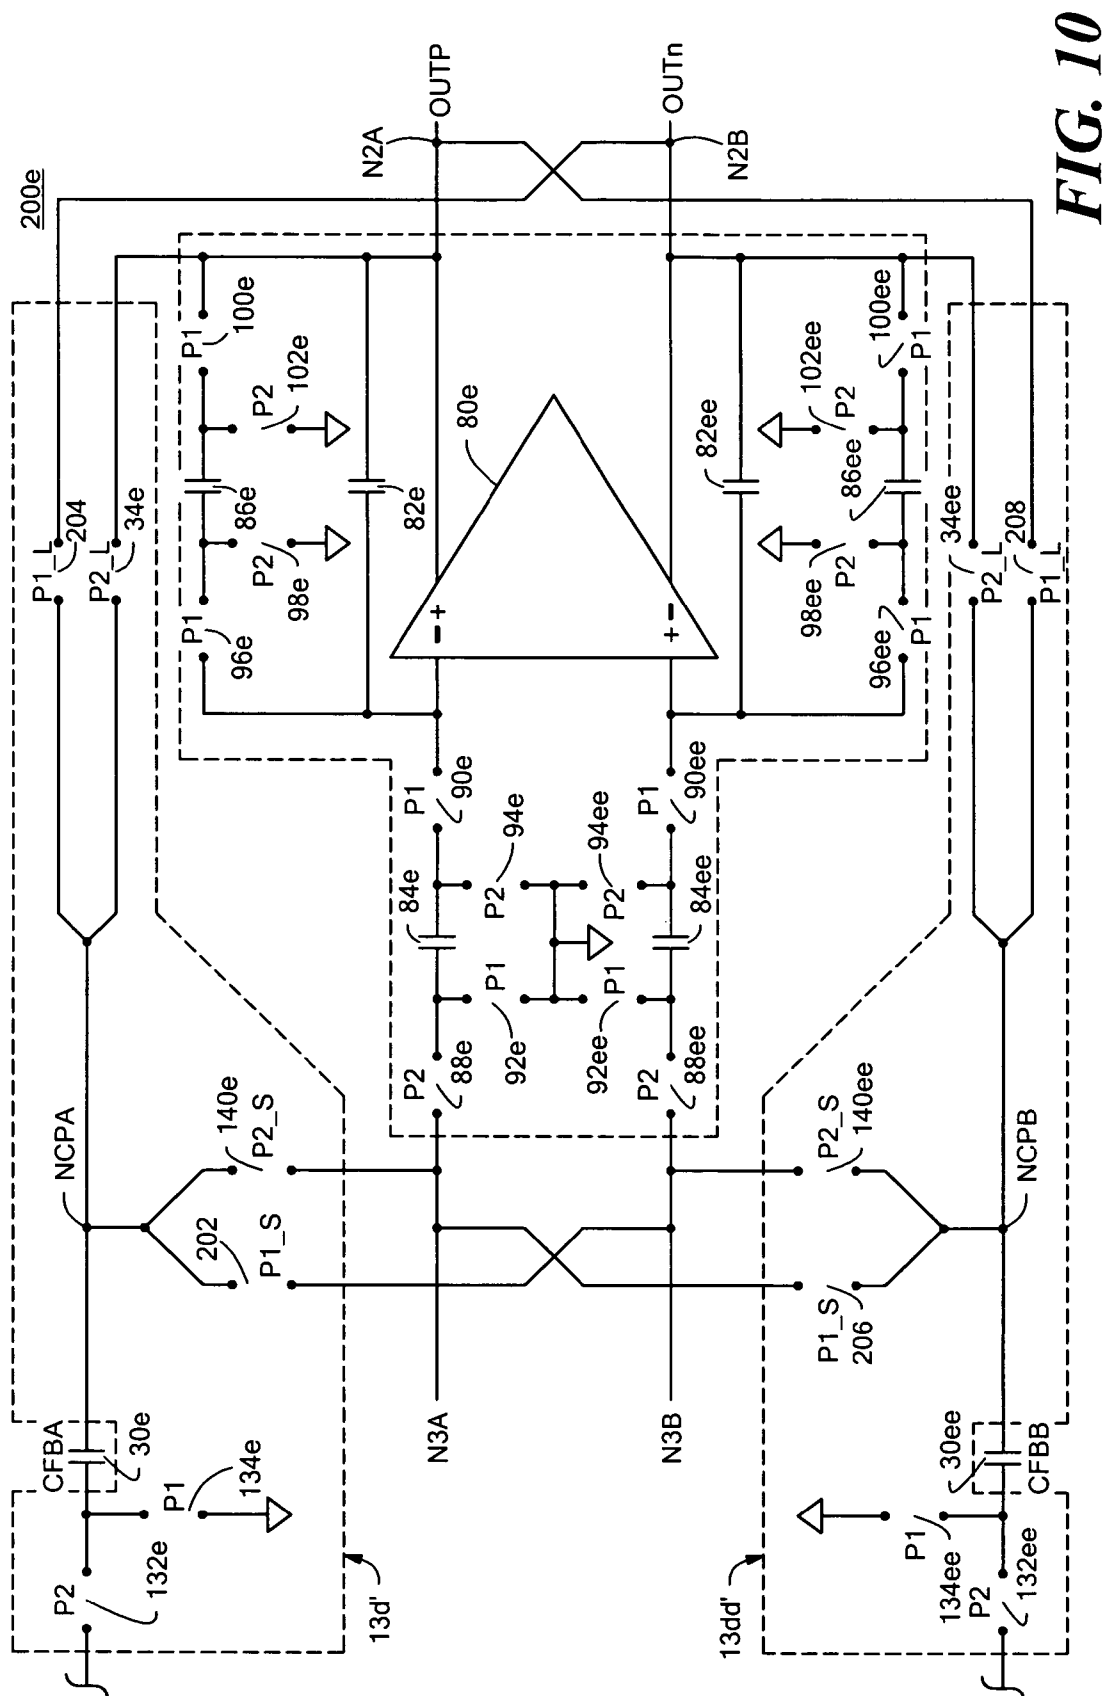 200e
P1_L
204
P2_L
34e
N2A
OUTP
N2B
OUTn
P1
96e
P1
100e
86e
P2
98e
P2
102e
82e
80e
82ee
P2
98ee
P2
102ee
86ee
P1
96ee
P1
100ee
P2_L
34ee
P1_L
208
+
−
+
−
P2
88e
84e
P1
90e
P1
92e
P2
94e
P1
92ee
P2
94ee
P2
88ee
84ee
P1
90ee
NCPA
202
P1_S
140e
P2_S
N3A
N3B
P1_S
206
P2_S
140ee
NCPB
CFBA
30e
P2
132e
P1
134e
13d'
13dd'
P1
134ee
P2
132ee
30ee
CFBB
FIG. 10